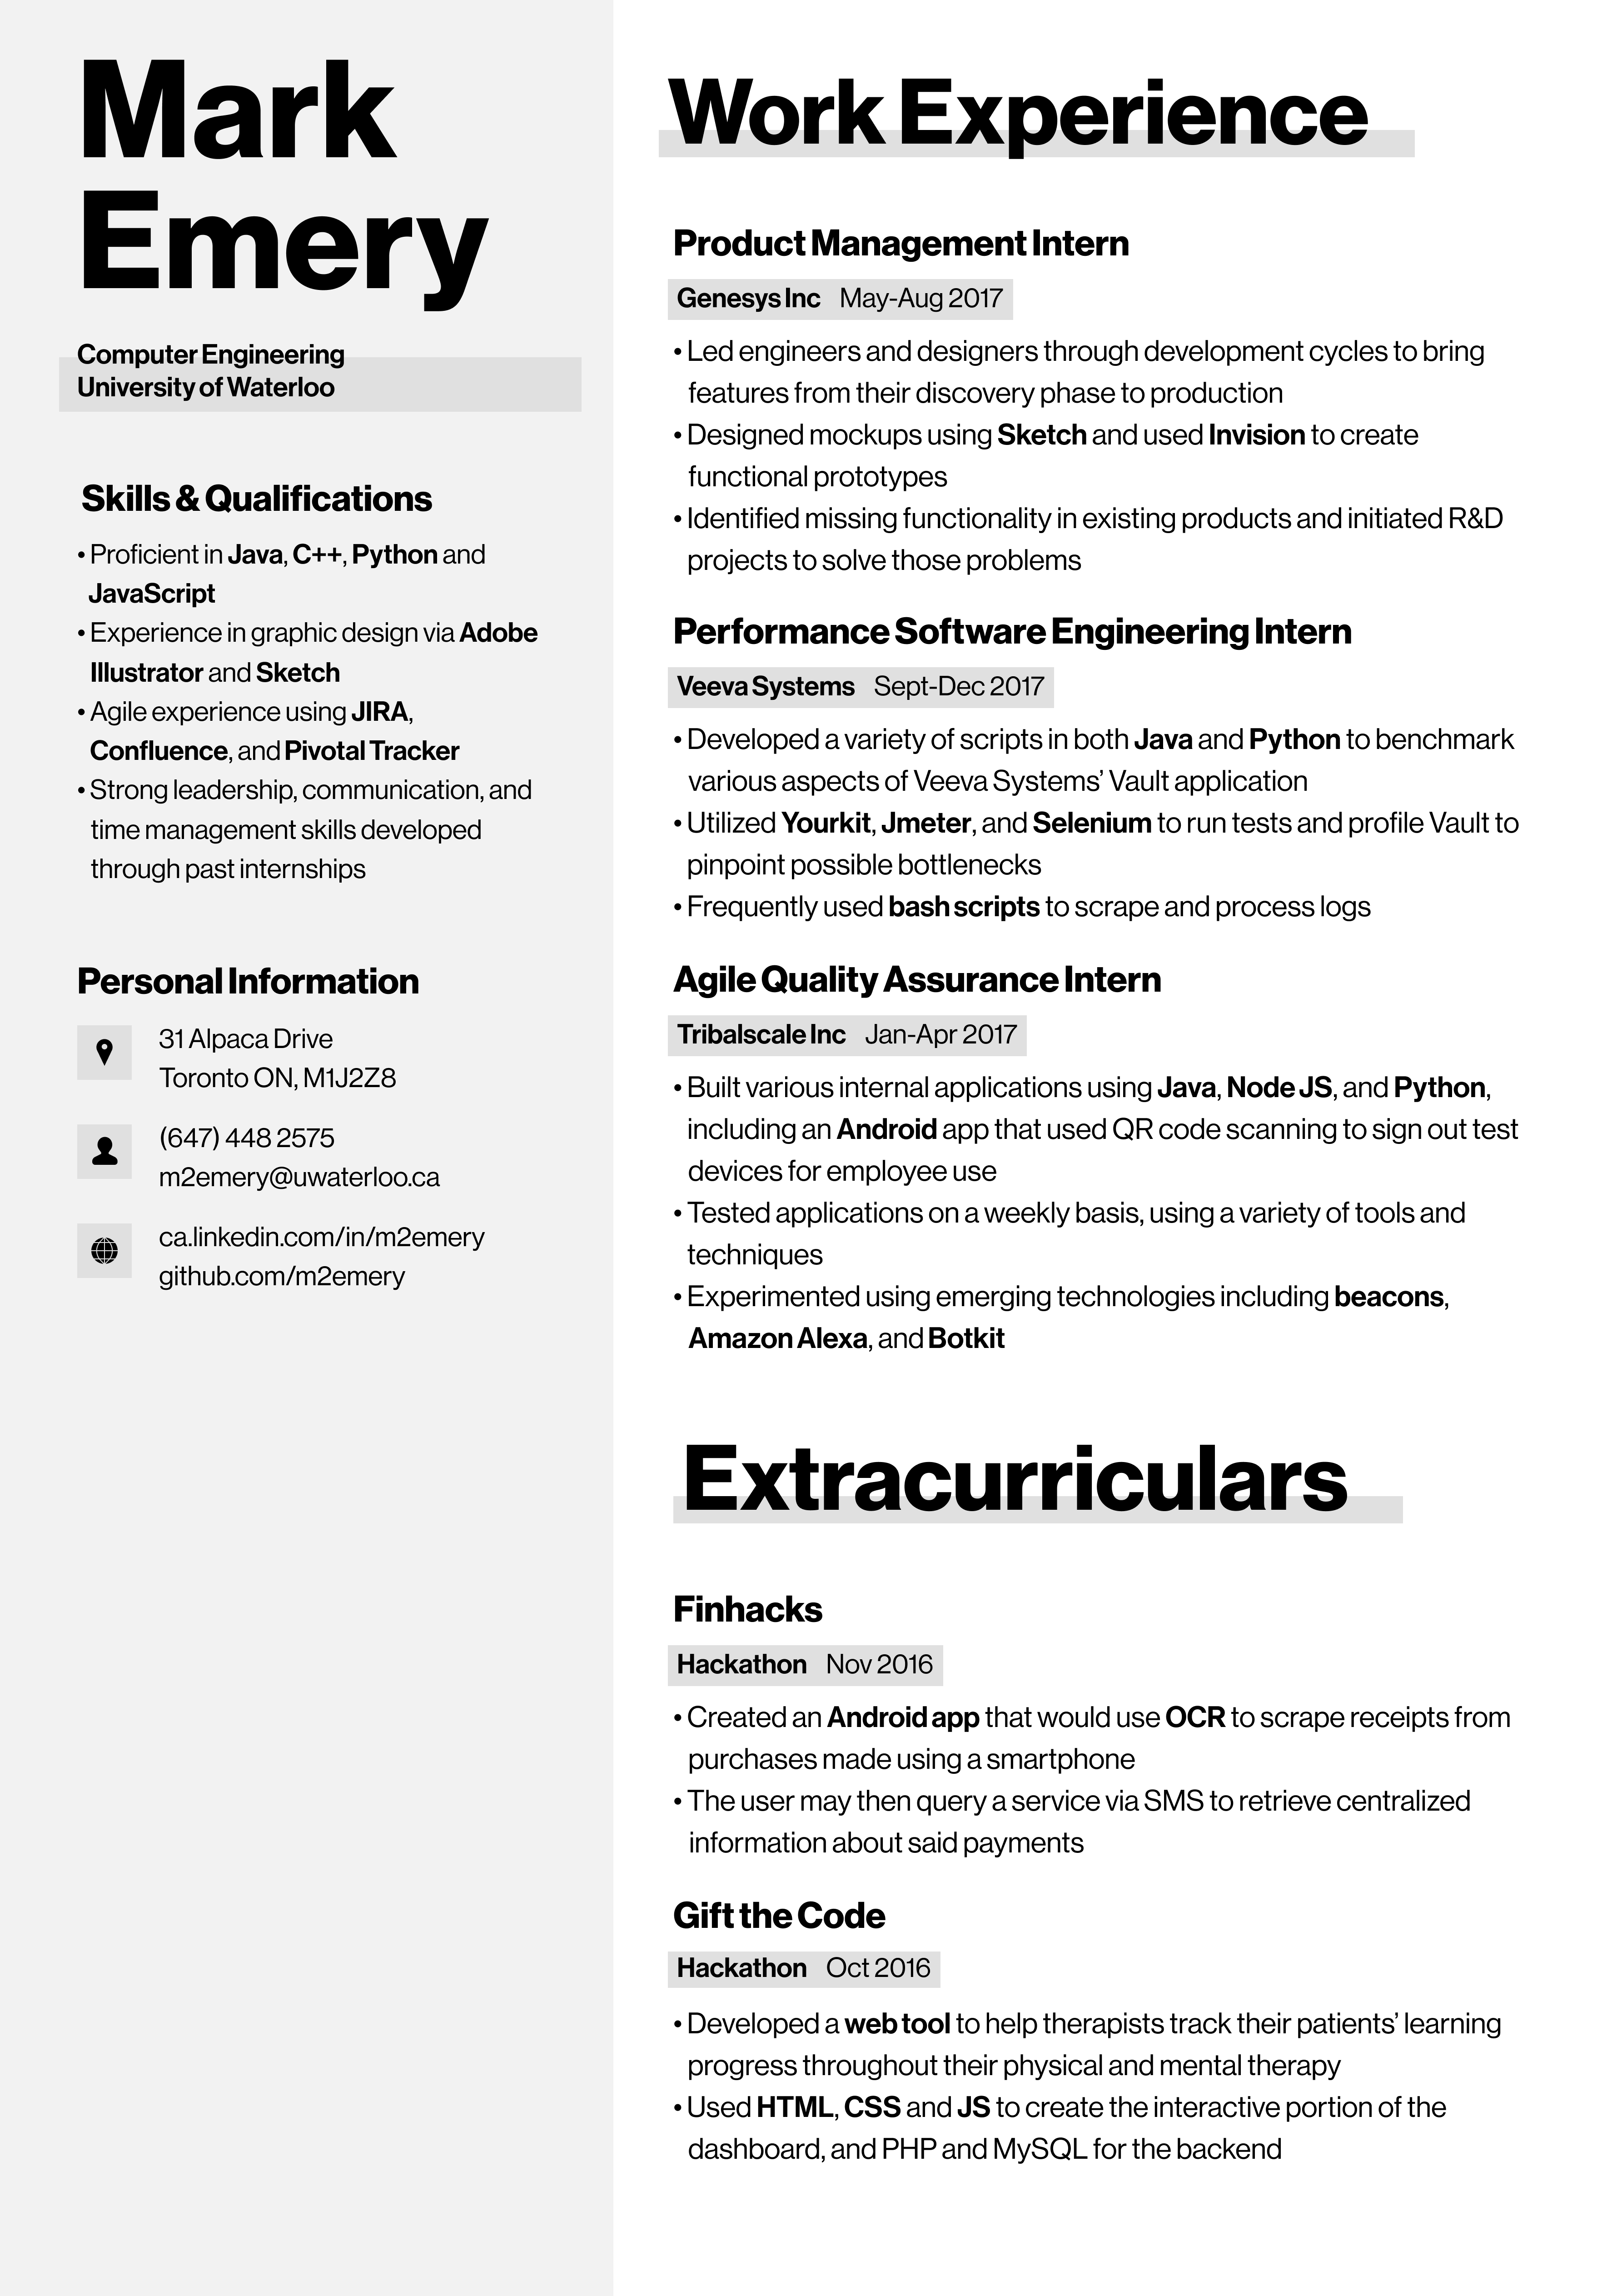 Mark
Emery
Computer Engineering
University of Waterloo
Skills & Qualifications
• Proficient in Java, C++, Python and
JavaScript
• Experience in graphic design via Adobe
Illustrator and Sketch
• Agile experience using JIRA,
Confluence, and Pivotal Tracker
• Strong leadership, communication, and
time management skills developed
through past internships
Personal Information
31 Alpaca Drive
Toronto ON, M1J2Z8
(647) 448 2575
m2emery@uwaterloo.ca
ca.linkedin.com/in/m2emery
github.com/m2emery
Work Experience
Product Management Intern
Genesys Inc May-Aug 2017
• Led engineers and designers through development cycles to bring
features from their discovery phase to production
• Designed mockups using Sketch and used Invision to create
functional prototypes
• Identified missing functionality in existing products and initiated R&D
projects to solve those problems
Performance Software Engineering Intern
Veeva Systems Sept-Dec 2017
• Developed a variety of scripts in both Java and Python to benchmark
various aspects of Veeva Systems’ Vault application
• Utilized Yourkit, Jmeter, and Selenium to run tests and profile Vault to
pinpoint possible bottlenecks
• Frequently used bash scripts to scrape and process logs
Agile Quality Assurance Intern
Tribalscale Inc Jan-Apr 2017
• Built various internal applications using Java, Node JS, and Python,
including an Android app that used QR code scanning to sign out test
devices for employee use
• Tested applications on a weekly basis, using a variety of tools and
techniques
• Experimented using emerging technologies including beacons,
Amazon Alexa, and Botkit
Extracurriculars
Finhacks
Hackathon Nov 2016
• Created an Android app that would use OCR to scrape receipts from
purchases made using a smartphone
• The user may then query a service via SMS to retrieve centralized
information about said payments
Gift the Code
Hackathon Oct 2016
• Developed a web tool to help therapists track their patients’ learning
progress throughout their physical and mental therapy
• Used HTML, CSS and JS to create the interactive portion of the
dashboard, and PHP and MySQL for the backend